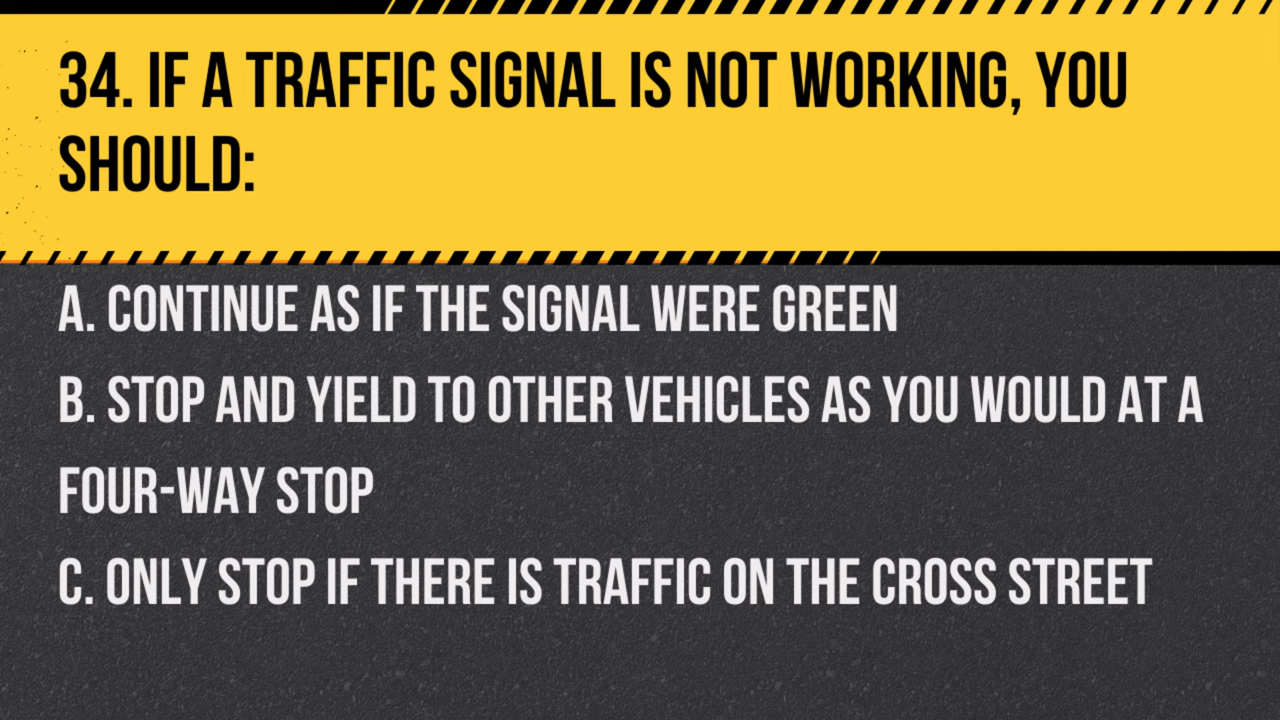 34. IF A TRAFFIC SIGNAL IS NOT WORKING, YOU
SHOULD:
A. CONTINUE AS IF THE SIGNAL WERE GREEN
B. STOP AND YIELD TO OTHER VEHICLES AS YOU WOULD AT A
FOUR-WAY STOP
C. ONLY STOP IF THERE IS TRAFFIC ON THE CROSS STREET